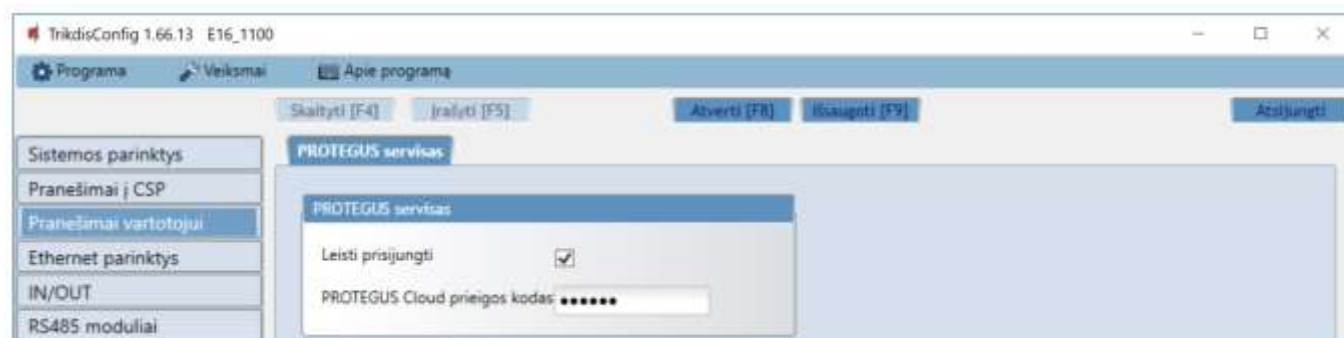 TrikdisConfig 1.66.13 E16_1100
Programa Veiksmai Apie programą
Skaityti [F4] Įrašyti [F5] Atverti [F8] Išsaugoti [F9] Atsijungti
Sistemos parinktys
PROTEGUS servisas
Pranešimai į CSP
Pranešimai vartotojui
PROTEGUS servisas
Ethernet parinktys
Leisti prisijungti
IN/OUT
PROTEGUS Cloud prieigos kodas ••••••
RS485 moduliai